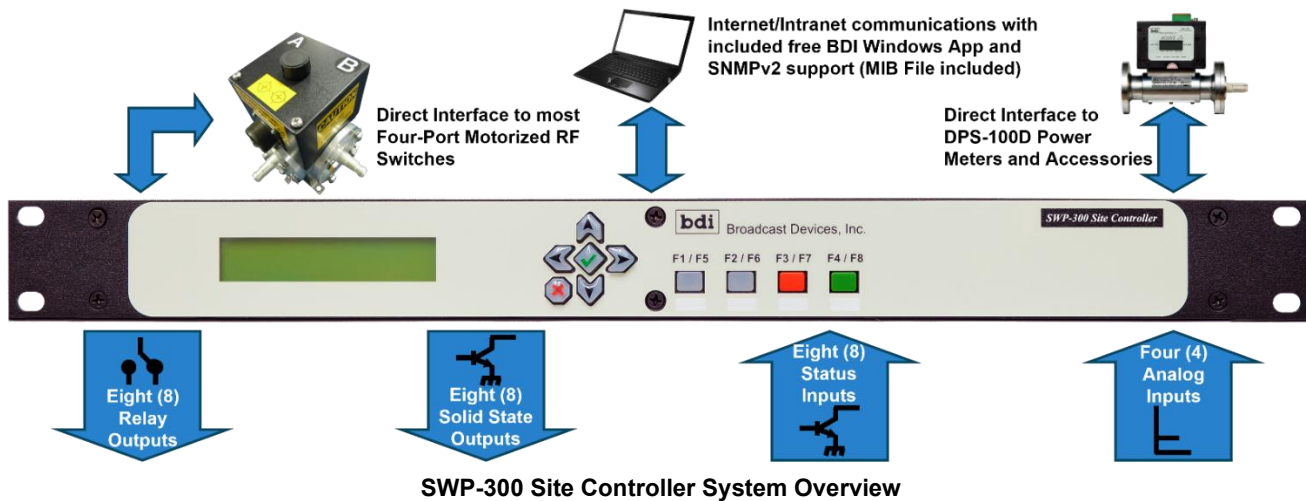 Internet/Intranet communications with
included free BDI Windows App and
SNMPv2 support (MIB File included)
A
B
CAUTION
Direct Interface to most
Four-Port Motorized RF
Switches
Direct Interface to
DPS-100D Power
Meters and Accessories
bdi
Broadcast Devices, Inc.
SWP-300 Site Controller
F1 / F5
F2 / F6
F3 / F7
F4 / F8
Eight (8)
Relay
Outputs
Eight (8)
Solid State
Outputs
Eight (8)
Status
Inputs
Four (4)
Analog
Inputs
SWP-300 Site Controller System Overview